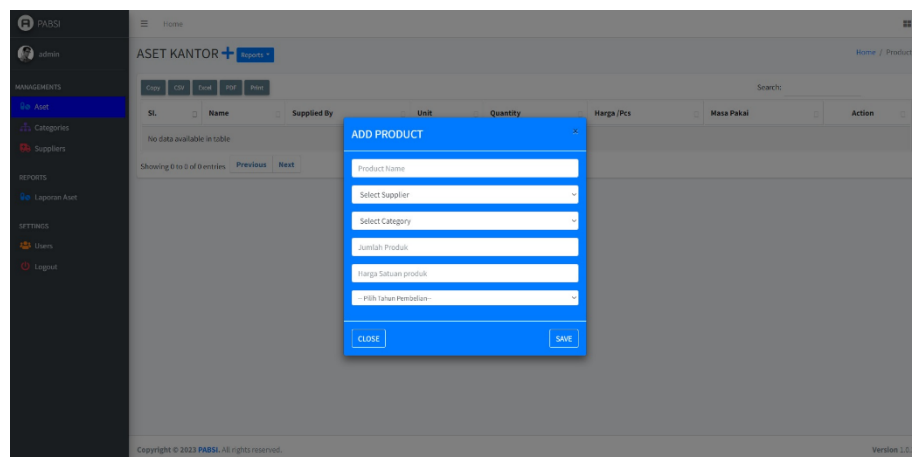 PABSI
Home
admin
ASET KANTOR
Reports
Home / Product
MANAGEMENTS
Aset
Categories
Suppliers
REPORTS
Laporan Aset
SETTINGS
Users
Logout
Copy CSV Excel PDF Print
Search:
Sl. Name Supplied By Unit Quantity Harga /Pcs Masa Pakai Action
No data available in table
Showing 0 to 0 of 0 entries Previous Next
ADD PRODUCT ×
Product Name
Select Supplier
Select Category
Jumlah Produk
Harga Satuan produk
-- Pilih Tahun Pembelian--
CLOSE SAVE
Copyright © 2023 PABSI. All rights reserved.
Version 1.0.